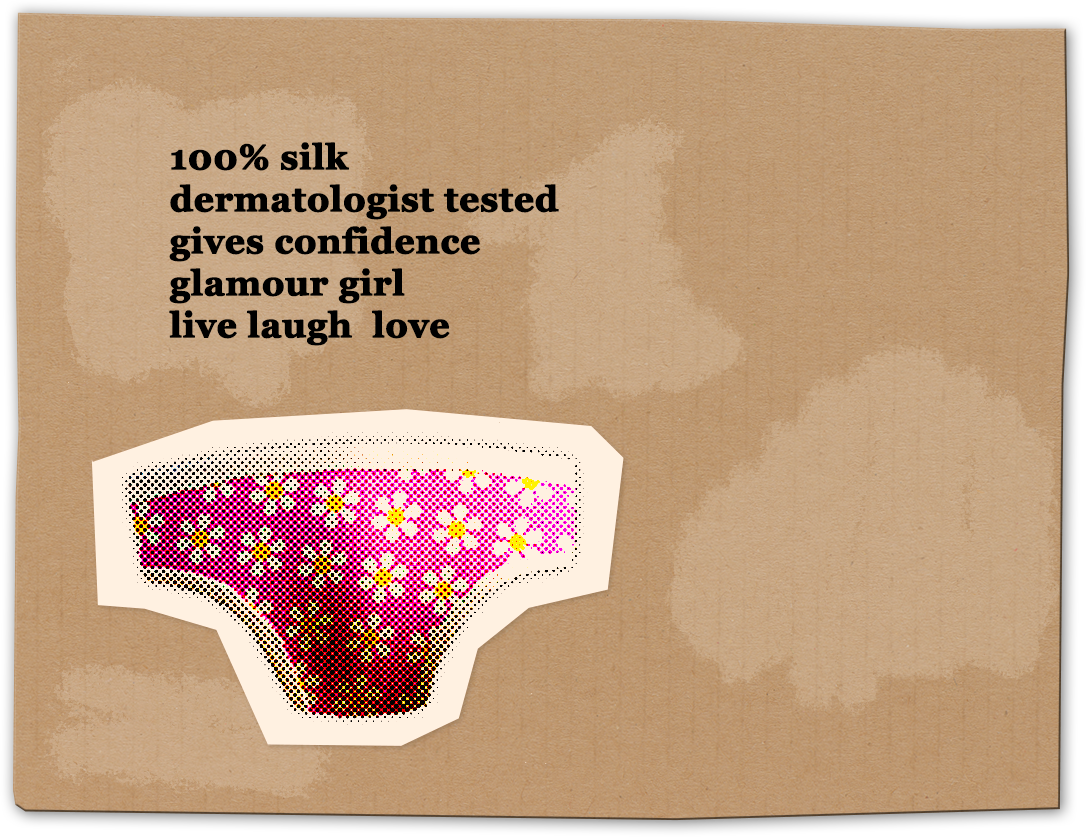 100% silk
dermatologist tested
gives confidence
glamour girl
live laugh  love